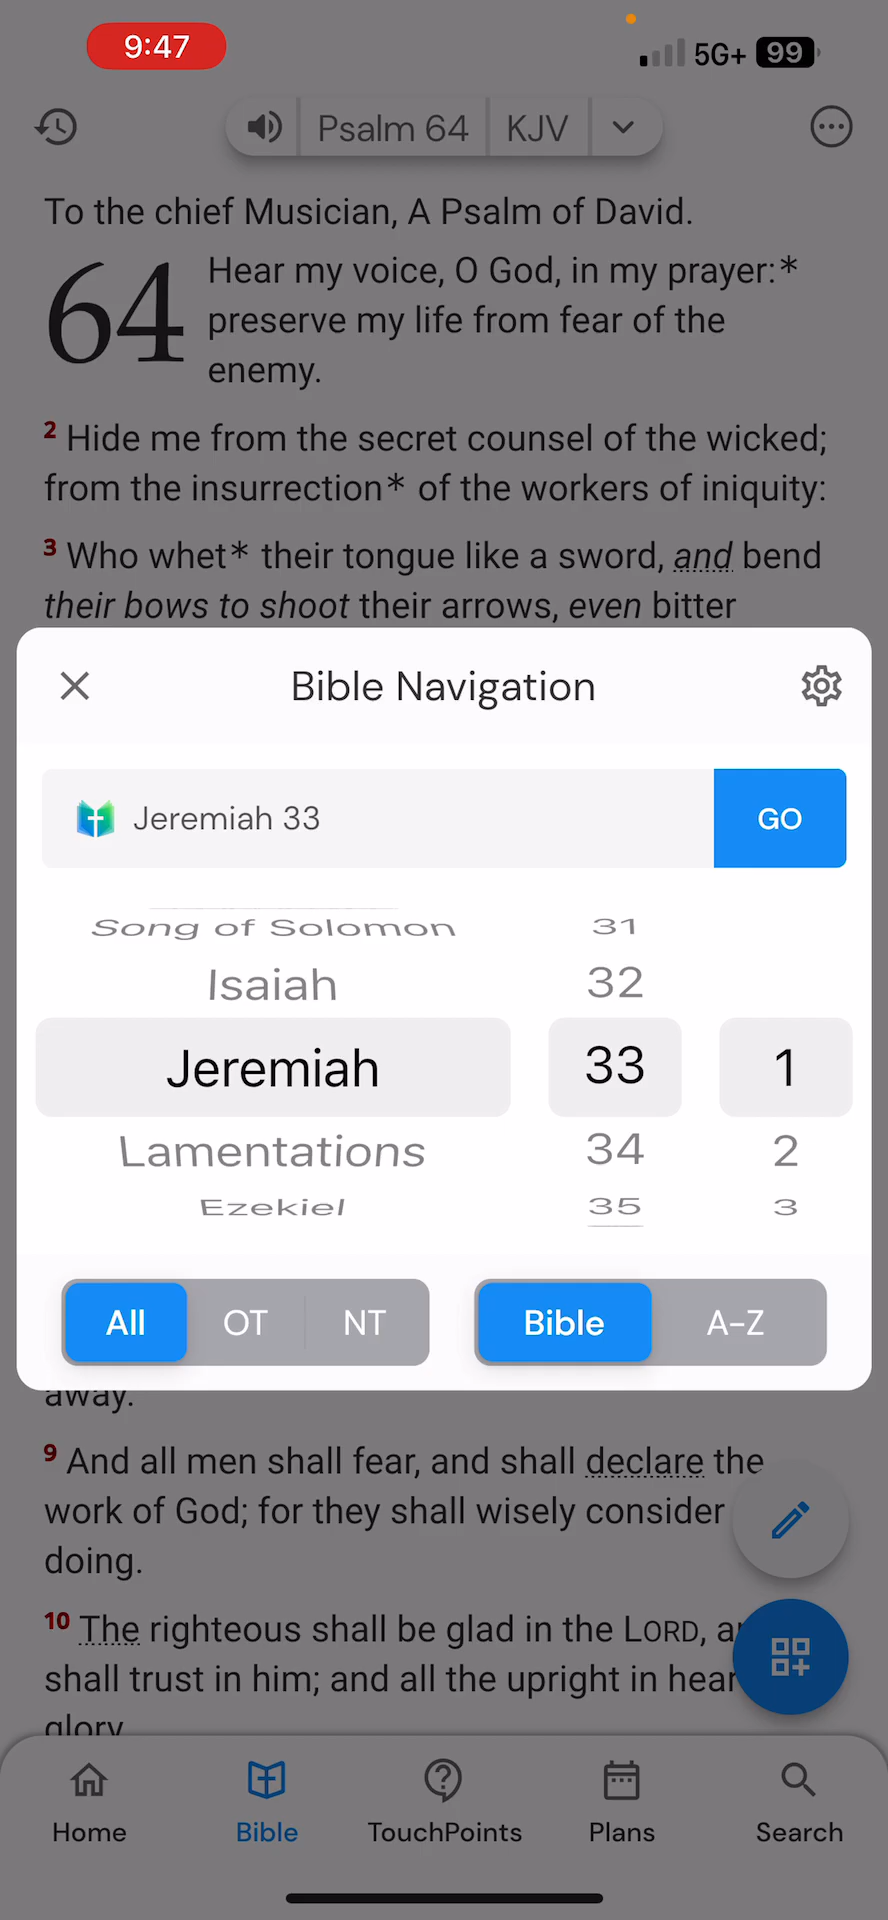 9:47
5G+ 99
Psalm 64 KJV
To the chief Musician, A Psalm of David.
64 Hear my voice, O God, in my prayer:*
preserve my life from fear of the
enemy.
2 Hide me from the secret counsel of the wicked;
from the insurrection* of the workers of iniquity:
3 Who whet* their tongue like a sword, and bend
their bows to shoot their arrows, even bitter
Bible Navigation
Jeremiah 33 GO
Song of Solomon 31
Isaiah 32
Jeremiah 33 1
Lamentations 34 2
Ezekiel 35 3
All OT NT Bible A-Z
away.
9 And all men shall fear, and shall declare the
work of God; for they shall wisely consider
doing.
10 The righteous shall be glad in the LORD,
shall trust in him; and all the upright in
glory
Home Bible TouchPoints Plans Search